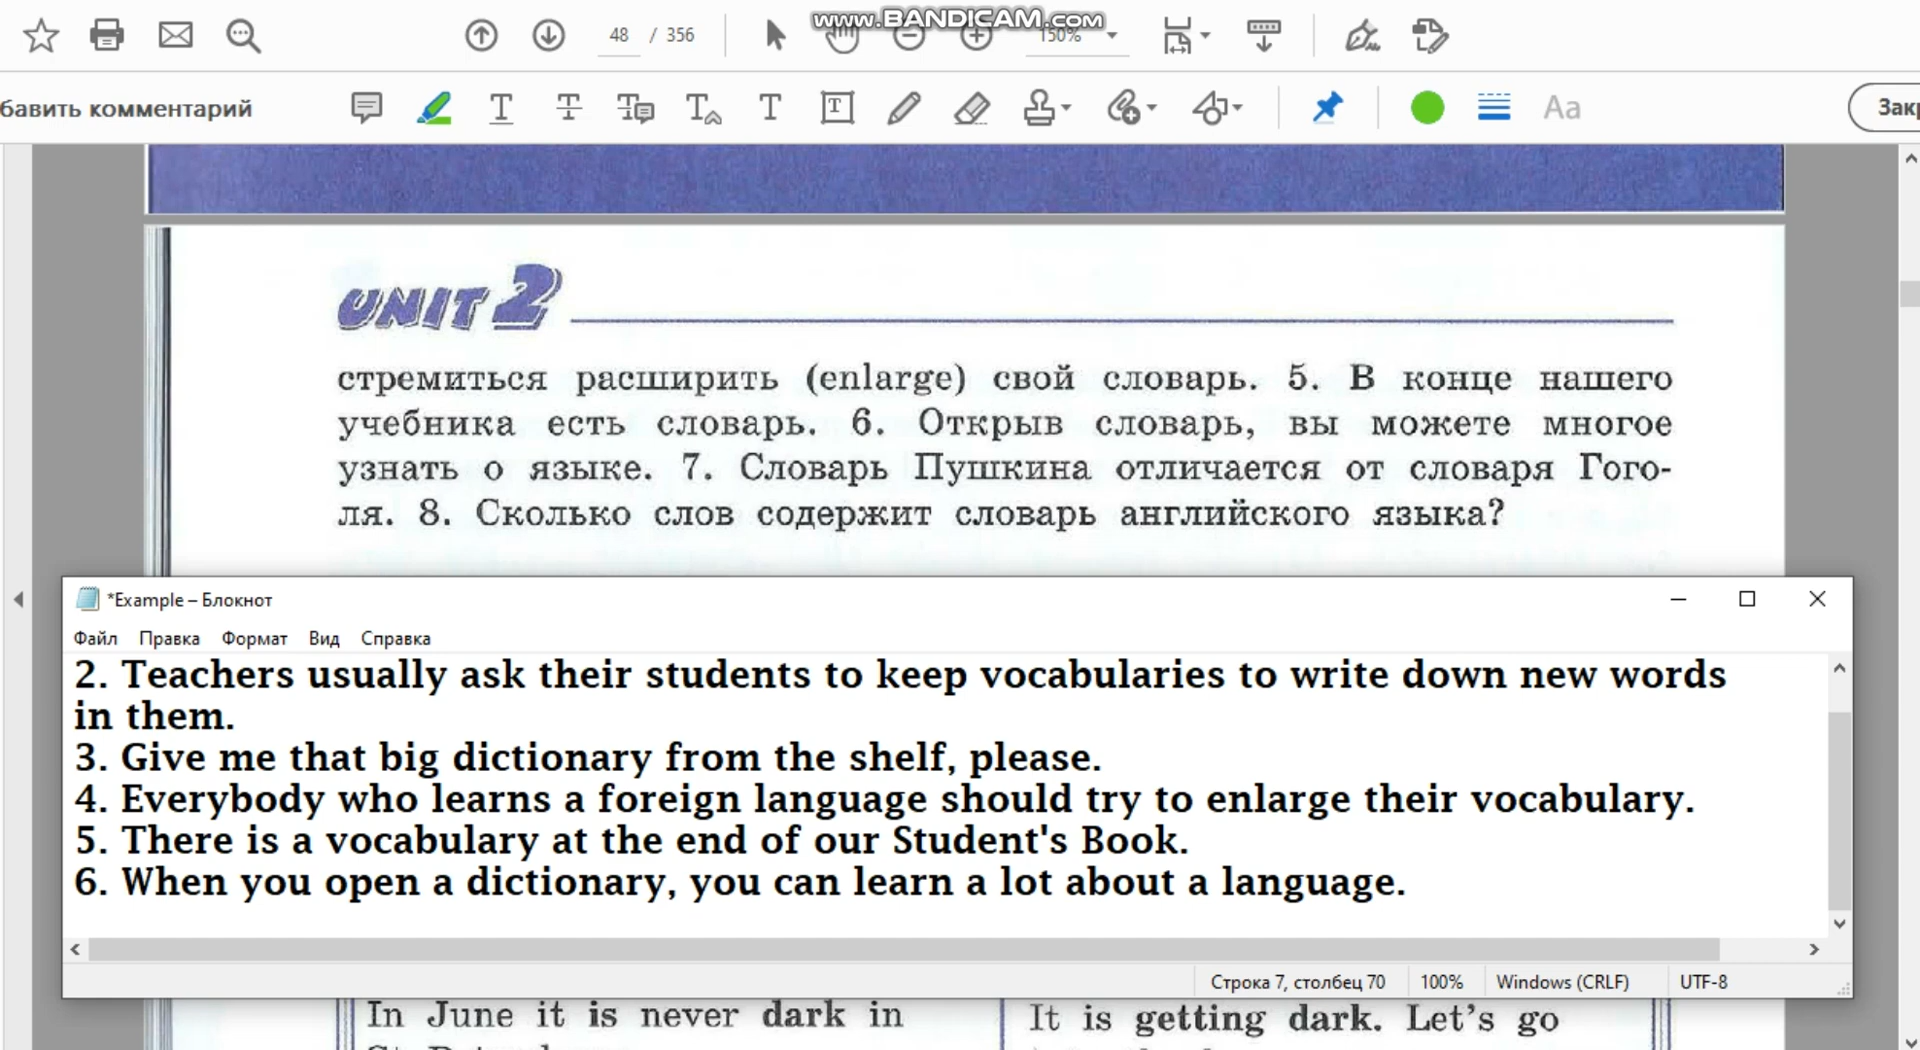 www.BANDICAM.com
48 / 356
150%
бавить комментарий
T T T T T T
Aa
Зак
UNIT 2
стремиться расширить (enlarge) свой словарь. 5. В конце нашего
учебника есть словарь. 6. Открыв словарь, вы можете многое
узнать о языке. 7. Словарь Пушкина отличается от словаря Гого-
ля. 8. Сколько слов содержит словарь английского языка?
*Example – Блокнот
Файл Правка Формат Вид Справка
2. Teachers usually ask their students to keep vocabularies to write down new words
in them.
3. Give me that big dictionary from the shelf, please.
4. Everybody who learns a foreign language should try to enlarge their vocabulary.
5. There is a vocabulary at the end of our Student's Book.
6. When you open a dictionary, you can learn a lot about a language.
Строка 7, столбец 70 100% Windows (CRLF) UTF-8
In June it is never dark in
It is getting dark. Let's go